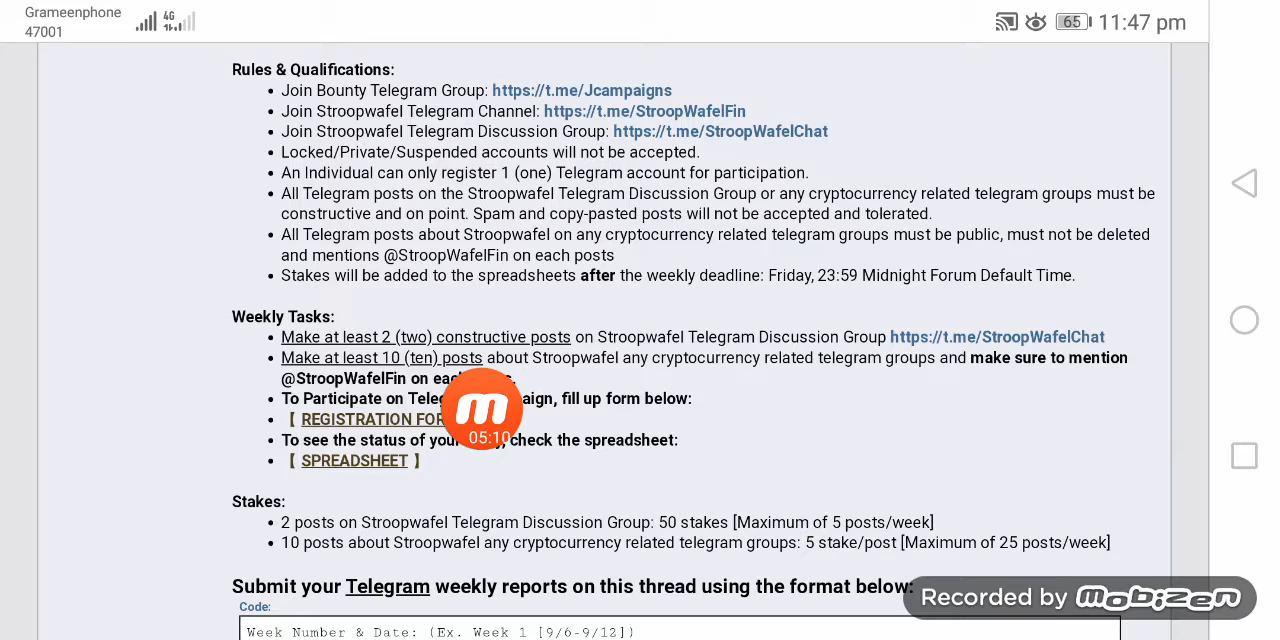 Grameenphone
47001
4G
65
11:47 pm
Rules & Qualifications:
Join Bounty Telegram Group: https://t.me/Jcampaigns
Join Stroopwafel Telegram Channel: https://t.me/StroopWafelFin
Join Stroopwafel Telegram Discussion Group: https://t.me/StroopWafelChat
Locked/Private/Suspended accounts will not be accepted.
An Individual can only register 1 (one) Telegram account for participation.
All Telegram posts on the Stroopwafel Telegram Discussion Group or any cryptocurrency related telegram groups must be
constructive and on point. Spam and copy-pasted posts will not be accepted and tolerated.
All Telegram posts about Stroopwafel on any cryptocurrency related telegram groups must be public, must not be deleted
and mentions @StroopWafelFin on each posts
Stakes will be added to the spreadsheets after the weekly deadline: Friday, 23:59 Midnight Forum Default Time.
Weekly Tasks:
Make at least 2 (two) constructive posts on Stroopwafel Telegram Discussion Group https://t.me/StroopWafelChat
Make at least 10 (ten) posts about Stroopwafel any cryptocurrency related telegram groups and make sure to mention
@StroopWafelFin on
To Participate on fill up form below:
【 REGISTRATION
To see the status of check the spreadsheet:
【 SPREADSHEET 】
m
05:10
Stakes:
2 posts on Stroopwafel Telegram Discussion Group: 50 stakes [Maximum of 5 posts/week]
10 posts about Stroopwafel any cryptocurrency related telegram groups: 5 stake/post [Maximum of 25 posts/week]
Submit your Telegram weekly reports on this thread using the format below:
Code:
Week Number & Date: (Ex. Week 1 [9/6-9/12])
Recorded by mobizen